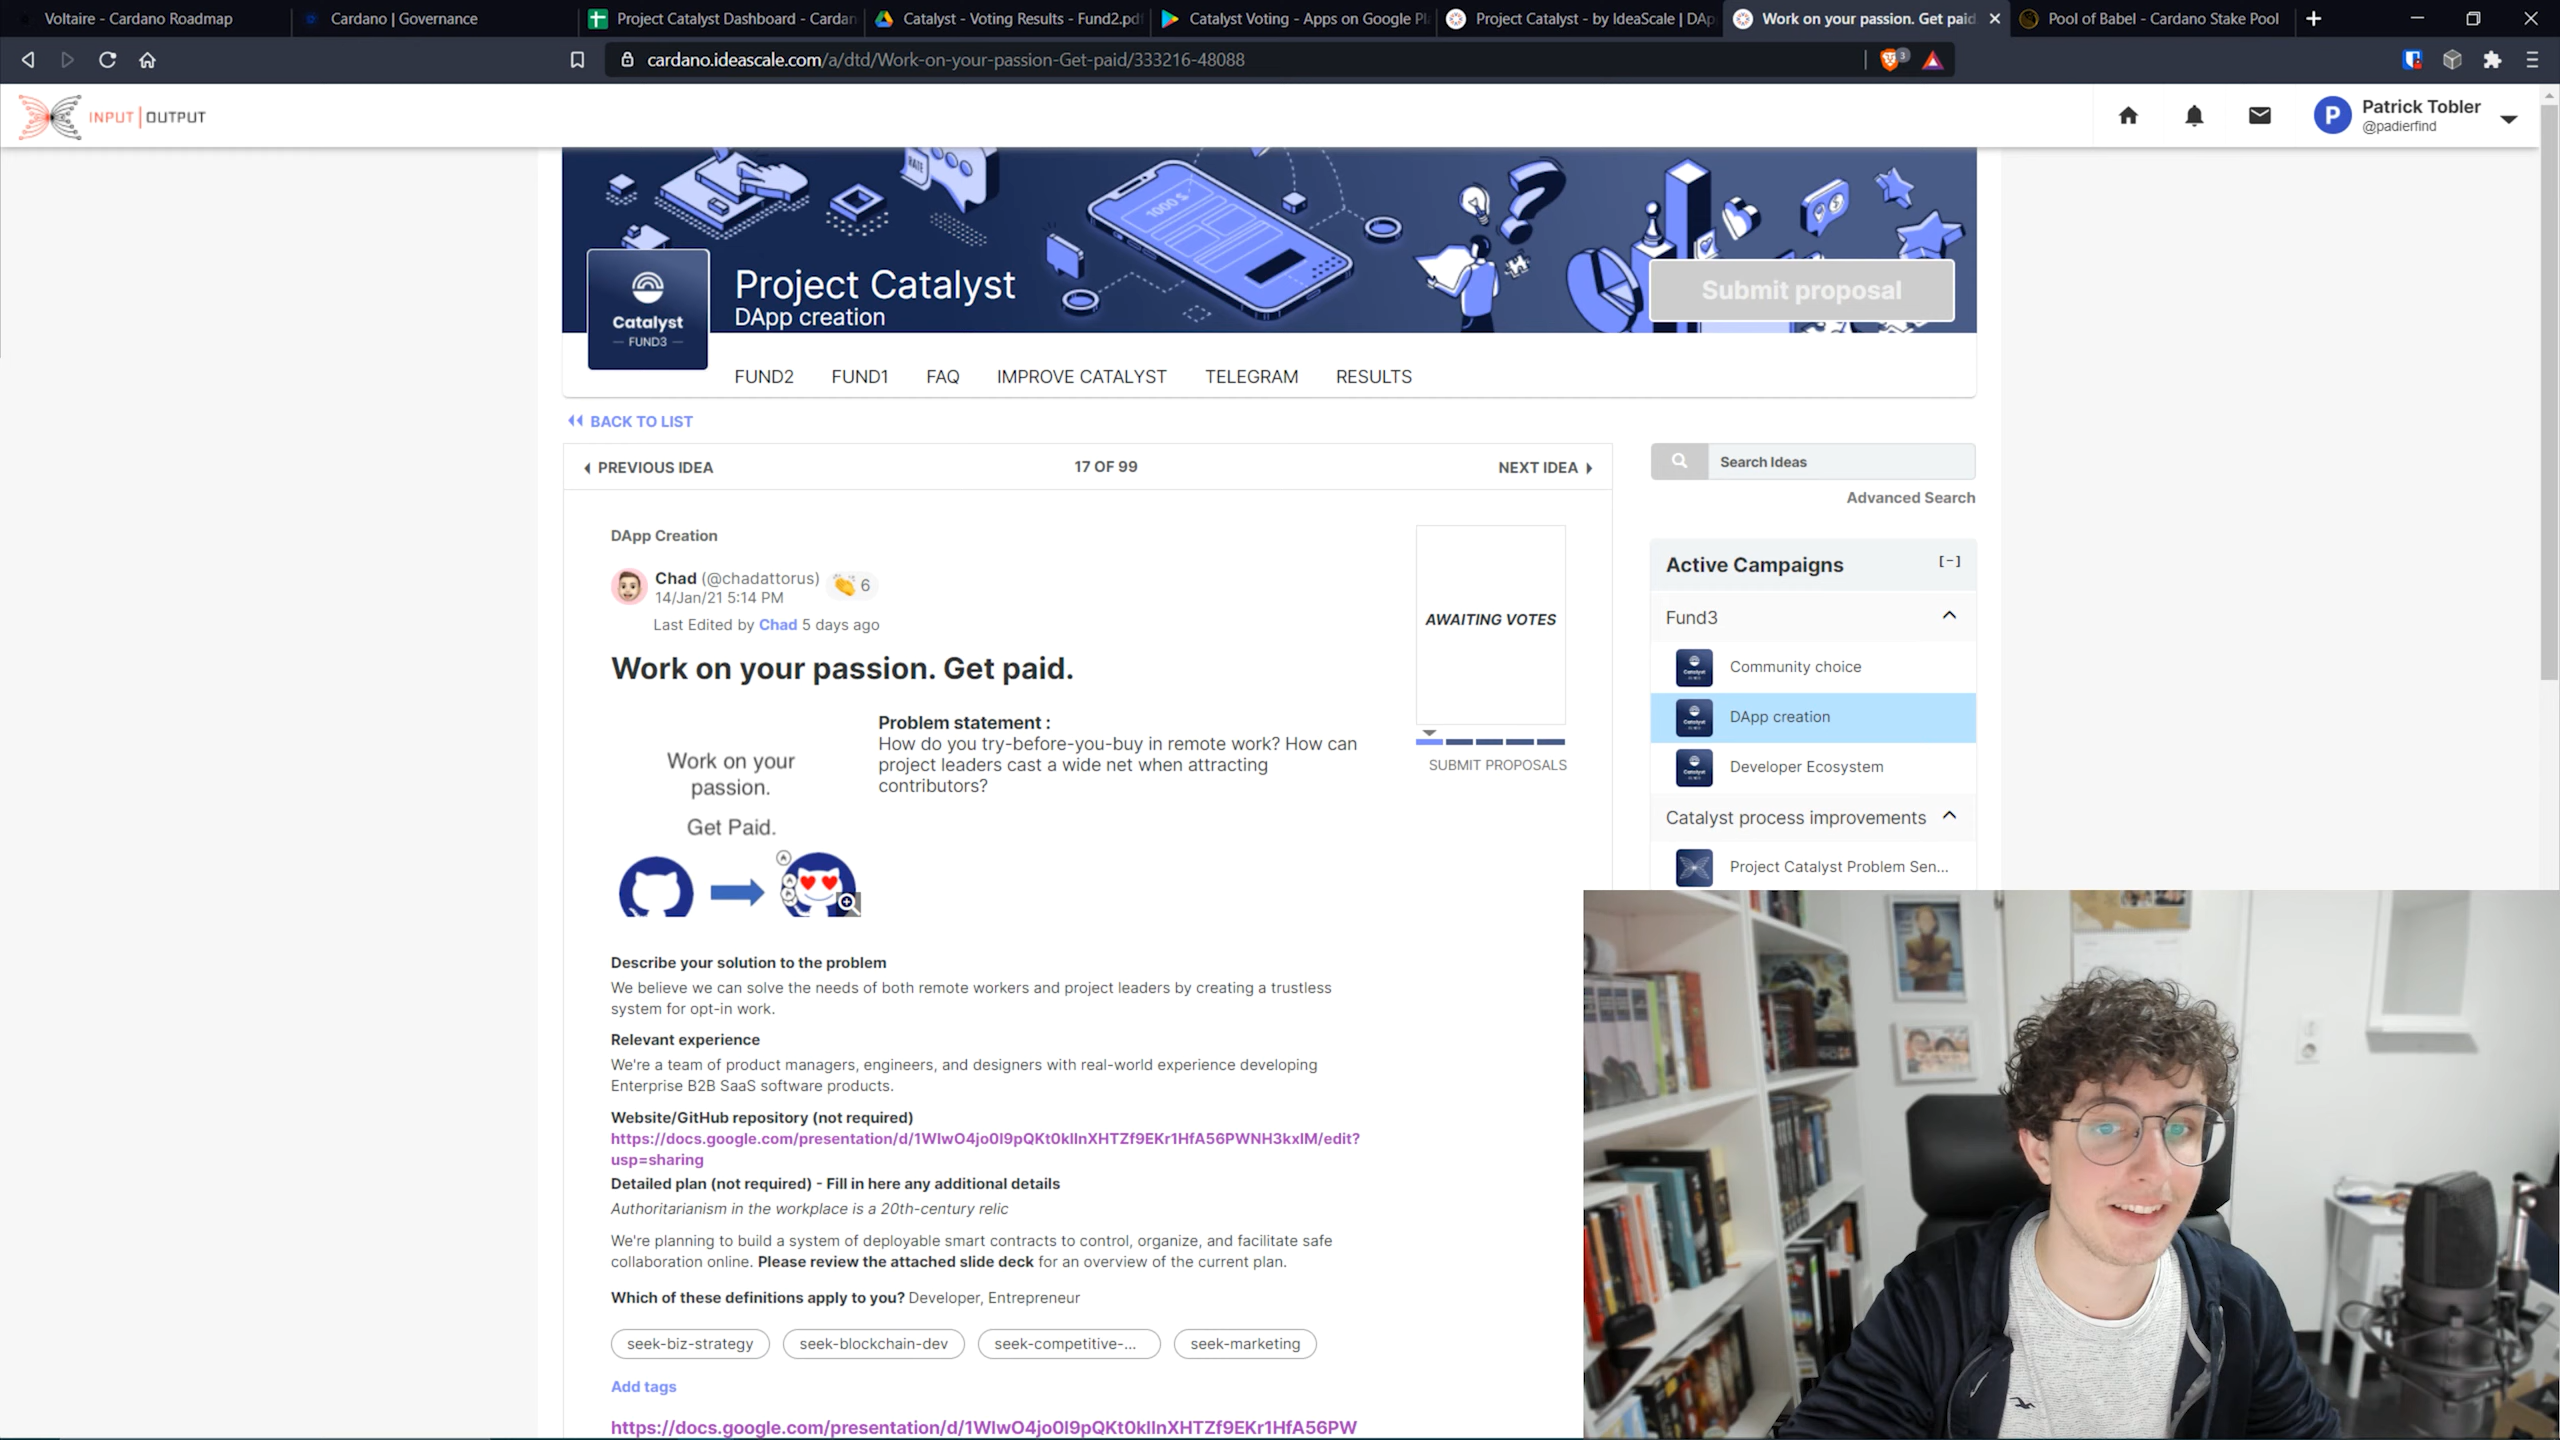 Voltaire - Cardano Roadmap
Cardano | Governance
Project Catalyst Dashboard - Cardan
Catalyst - Voting Results - Fund2.pdf
Catalyst Voting - Apps on Google Pl
Project Catalyst - by IdeaScale | DAp
Work on your passion. Get paid
Pool of Babel - Cardano Stake Pool
cardano.ideascale.com/a/dtd/Work-on-your-passion-Get-paid/333216-48088
3
INPUT | OUTPUT
P
Patrick Tobler
@padierfind
RATE
1000 $
Project Catalyst
DApp creation
Submit proposal
Catalyst
— FUND3 —
FUND2 FUND1 FAQ IMPROVE CATALYST TELEGRAM RESULTS
BACK TO LIST
PREVIOUS IDEA
17 OF 99
NEXT IDEA
Search Ideas
Advanced Search
DApp Creation
Chad (@chadattorus) 6
14/Jan/21 5:14 PM
Last Edited by Chad 5 days ago
AWAITING VOTES
SUBMIT PROPOSALS
Work on your passion. Get paid.
Work on your
passion.
Get Paid.
Problem statement :
How do you try-before-you-buy in remote work? How can
project leaders cast a wide net when attracting
contributors?
Describe your solution to the problem
We believe we can solve the needs of both remote workers and project leaders by creating a trustless
system for opt-in work.
Relevant experience
We're a team of product managers, engineers, and designers with real-world experience developing
Enterprise B2B SaaS software products.
Website/GitHub repository (not required)
https://docs.google.com/presentation/d/1WlwO4jo0l9pQKt0kIlnXHTZf9EKr1HfA56PWNH3kxIM/edit?
usp=sharing
Detailed plan (not required) - Fill in here any additional details
Authoritarianism in the workplace is a 20th-century relic
We're planning to build a system of deployable smart contracts to control, organize, and facilitate safe
collaboration online. Please review the attached slide deck for an overview of the current plan.
Which of these definitions apply to you? Developer, Entrepreneur
seek-biz-strategy
seek-blockchain-dev
seek-competitive-...
seek-marketing
Add tags
https://docs.google.com/presentation/d/1WlwO4jo0l9pQKt0kIlnXHTZf9EKr1HfA56PW
Active Campaigns
[-]
Fund3
Community choice
DApp creation
Developer Ecosystem
Catalyst process improvements
Project Catalyst Problem Sen...